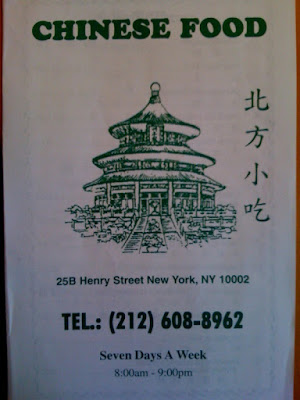 CHINESE FOOD
北方小吃
25B Henry Street New York, NY 10002
TEL.: (212) 608-8962
Seven Days A Week
8:00am - 9:00pm